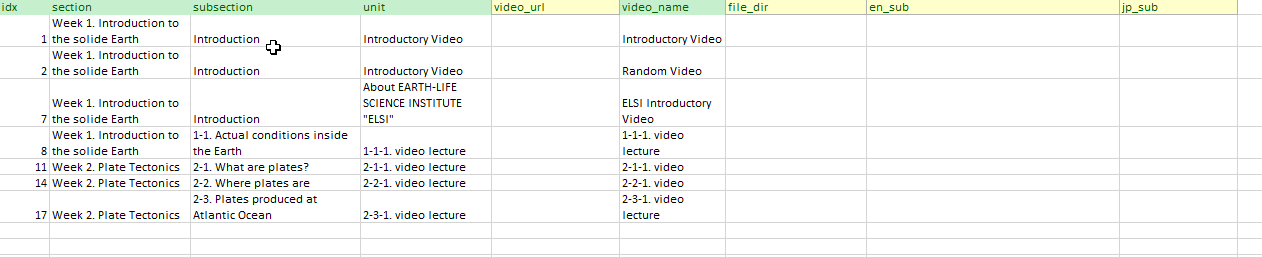 idx section subsection unit video_url video_name file_dir en_sub jp_sub
Week 1. Introduction to
1 the solide Earth Introduction Introductory Video Introductory Video
Week 1. Introduction to
2 the solide Earth Introduction Introductory Video Random Video
About EARTH-LIFE
Week 1. Introduction to SCIENCE INSTITUTE ELSI Introductory
7 the solide Earth Introduction "ELSI" Video
Week 1. Introduction to 1-1. Actual conditions inside 1-1-1. video
8 the solide Earth the Earth 1-1-1. video lecture lecture
11 Week 2. Plate Tectonics 2-1. What are plates? 2-1-1. video lecture 2-1-1. video
14 Week 2. Plate Tectonics 2-2. Where plates are 2-2-1. video lecture 2-2-1. video
2-3. Plates produced at 2-3-1. video
17 Week 2. Plate Tectonics Atlantic Ocean 2-3-1. video lecture lecture